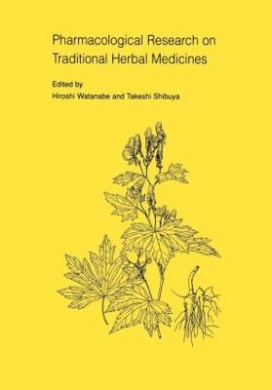 Pharmacological Research on
Traditional Herbal Medicines
Edited by
Hiroshi Watanabe and Takeshi Shibuya